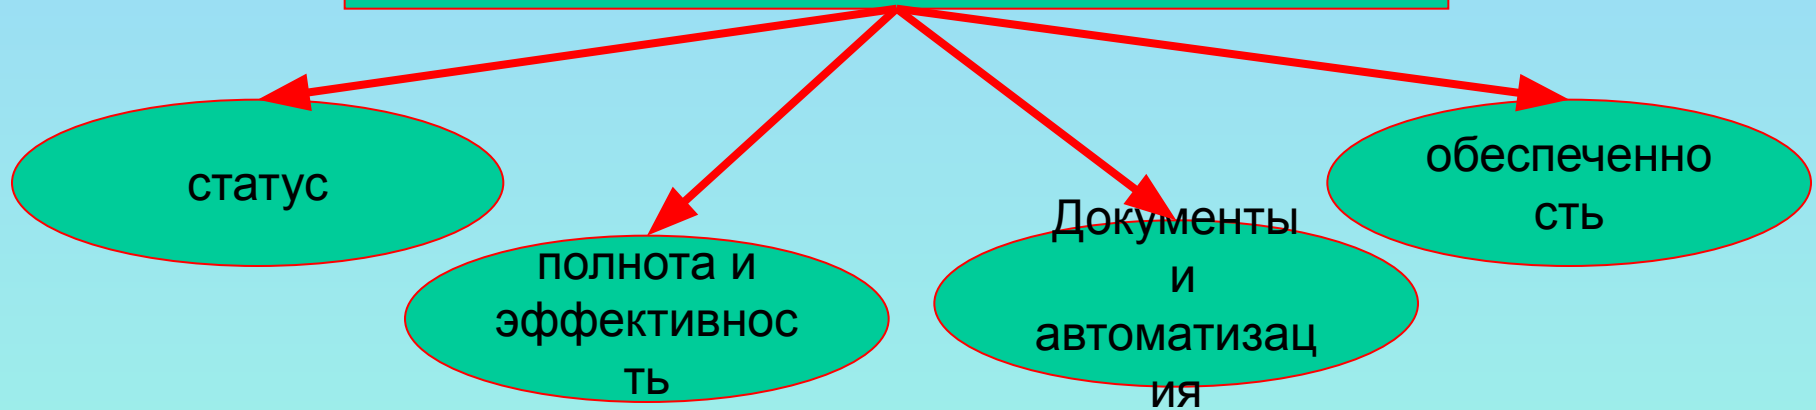 статус
полнота и
эффективнос
ть
Документы
и
автоматизац
ия
обеспеченно
сть